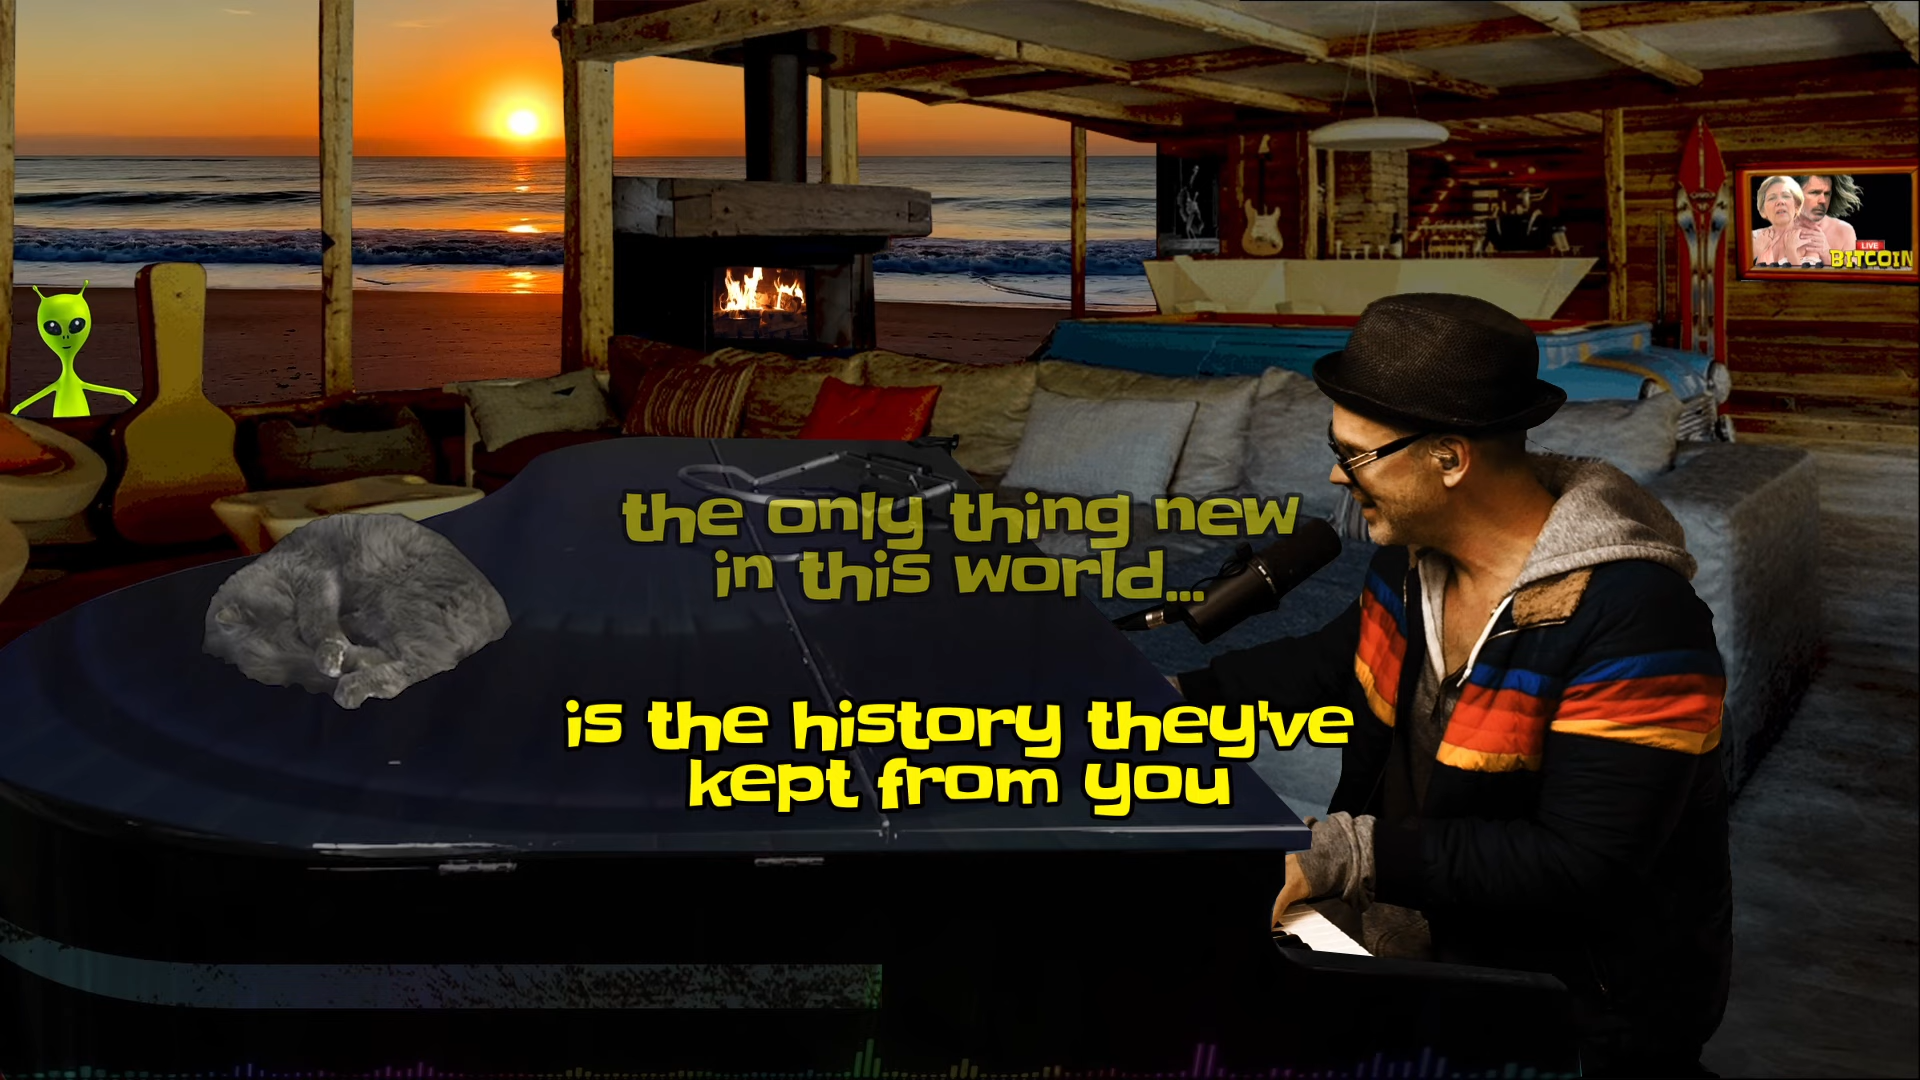 LIVE
BITCOIN
the only thing new
in this world...
is the history they've
kept from you